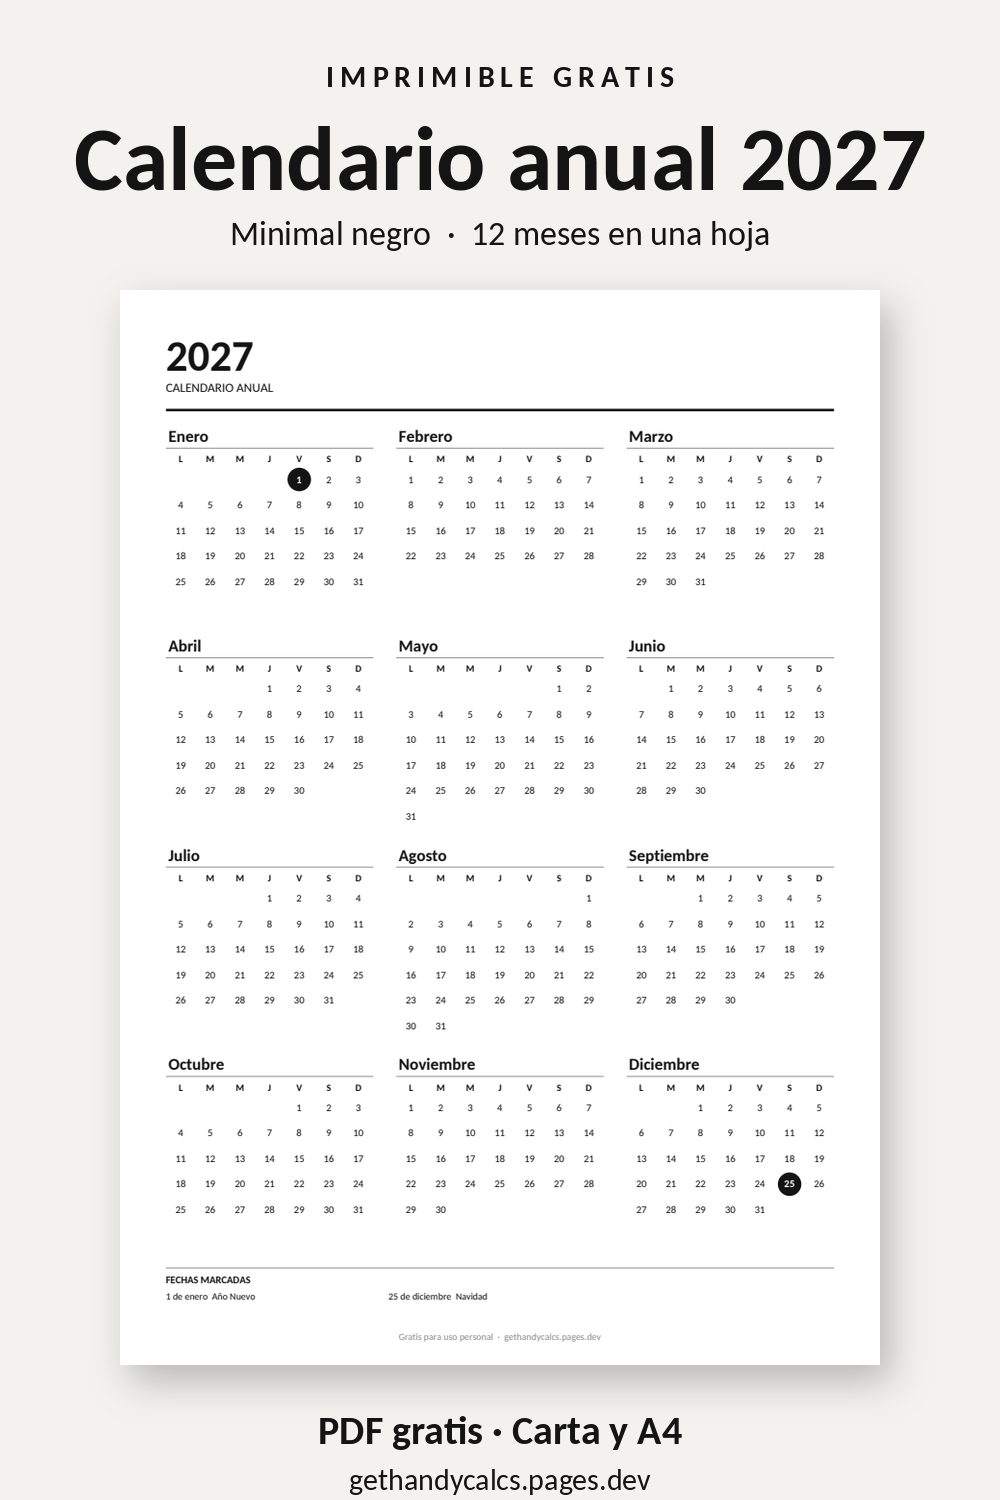 IMPRIMIBLE GRATIS
Calendario anual 2027
Minimal negro · 12 meses en una hoja
2027
CALENDARIO ANUAL
Enero
L M M J V S D
1 2 3
4 5 6 7 8 9 10
11 12 13 14 15 16 17
18 19 20 21 22 23 24
25 26 27 28 29 30 31
Febrero
L M M J V S D
1 2 3 4 5 6 7
8 9 10 11 12 13 14
15 16 17 18 19 20 21
22 23 24 25 26 27 28
Marzo
L M M J V S D
1 2 3 4 5 6 7
8 9 10 11 12 13 14
15 16 17 18 19 20 21
22 23 24 25 26 27 28
29 30 31
Abril
L M M J V S D
1 2 3 4
5 6 7 8 9 10 11
12 13 14 15 16 17 18
19 20 21 22 23 24 25
26 27 28 29 30
Mayo
L M M J V S D
1 2
3 4 5 6 7 8 9
10 11 12 13 14 15 16
17 18 19 20 21 22 23
24 25 26 27 28 29 30
31
Junio
L M M J V S D
1 2 3 4 5 6
7 8 9 10 11 12 13
14 15 16 17 18 19 20
21 22 23 24 25 26 27
28 29 30
Julio
L M M J V S D
1 2 3 4
5 6 7 8 9 10 11
12 13 14 15 16 17 18
19 20 21 22 23 24 25
26 27 28 29 30 31
Agosto
L M M J V S D
1
2 3 4 5 6 7 8
9 10 11 12 13 14 15
16 17 18 19 20 21 22
23 24 25 26 27 28 29
30 31
Septiembre
L M M J V S D
1 2 3 4 5
6 7 8 9 10 11 12
13 14 15 16 17 18 19
20 21 22 23 24 25 26
27 28 29 30
Octubre
L M M J V S D
1 2 3
4 5 6 7 8 9 10
11 12 13 14 15 16 17
18 19 20 21 22 23 24
25 26 27 28 29 30 31
Noviembre
L M M J V S D
1 2 3 4 5 6 7
8 9 10 11 12 13 14
15 16 17 18 19 20 21
22 23 24 25 26 27 28
29 30
Diciembre
L M M J V S D
1 2 3 4 5
6 7 8 9 10 11 12
13 14 15 16 17 18 19
20 21 22 23 24 25 26
27 28 29 30 31
FECHAS MARCADAS
1 de enero Año Nuevo
25 de diciembre Navidad
Gratis para uso personal · gethandycalcs.pages.dev
PDF gratis · Carta y A4
gethandycalcs.pages.dev